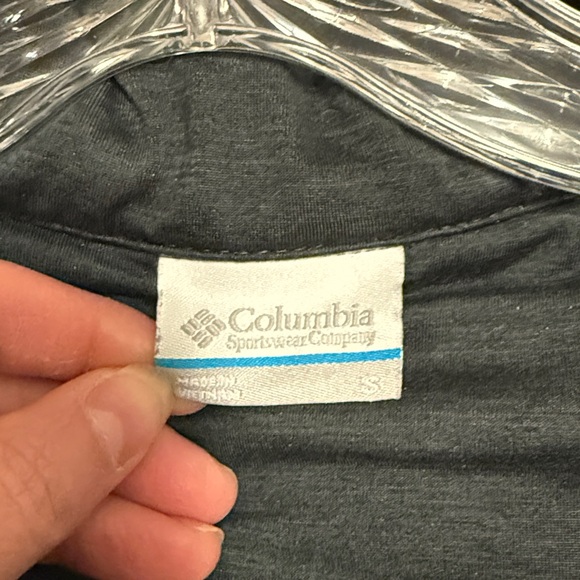 Columbia
Sportswear Company
MADE IN
VIETNAM
S